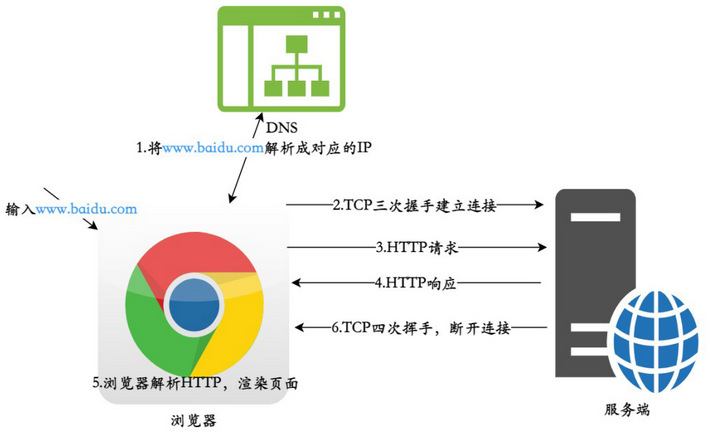 DNS
1.将www.baidu.com解析成对应的IP
输入www.baidu.com
2.TCP三次握手建立连接
3.HTTP请求
4.HTTP响应
6.TCP四次挥手，断开连接
5.浏览器解析HTTP，渲染页面
浏览器
服务端